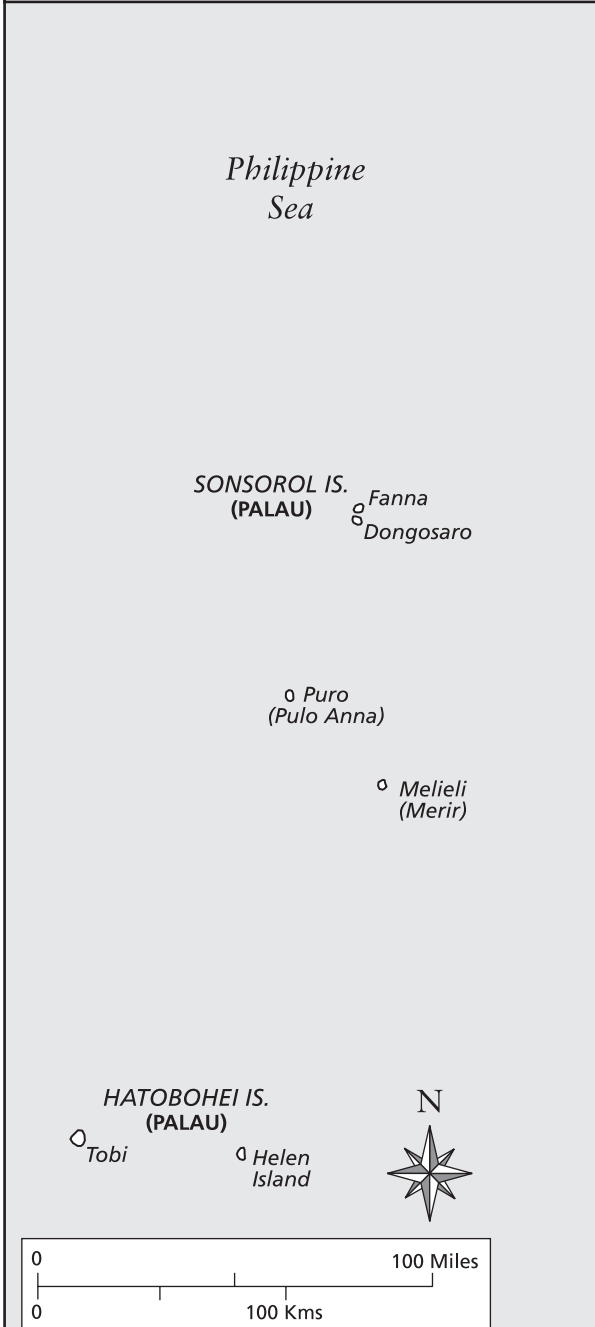 Philippine
Sea
SONSOROL IS.
(PALAU)
Fanna
Dongosaro
Puro
(Pulo Anna)
Melieli
(Merir)
HATOBOHEI IS.
(PALAU)
Tobi
Helen
Island
N
0
100 Miles
0
100 Kms